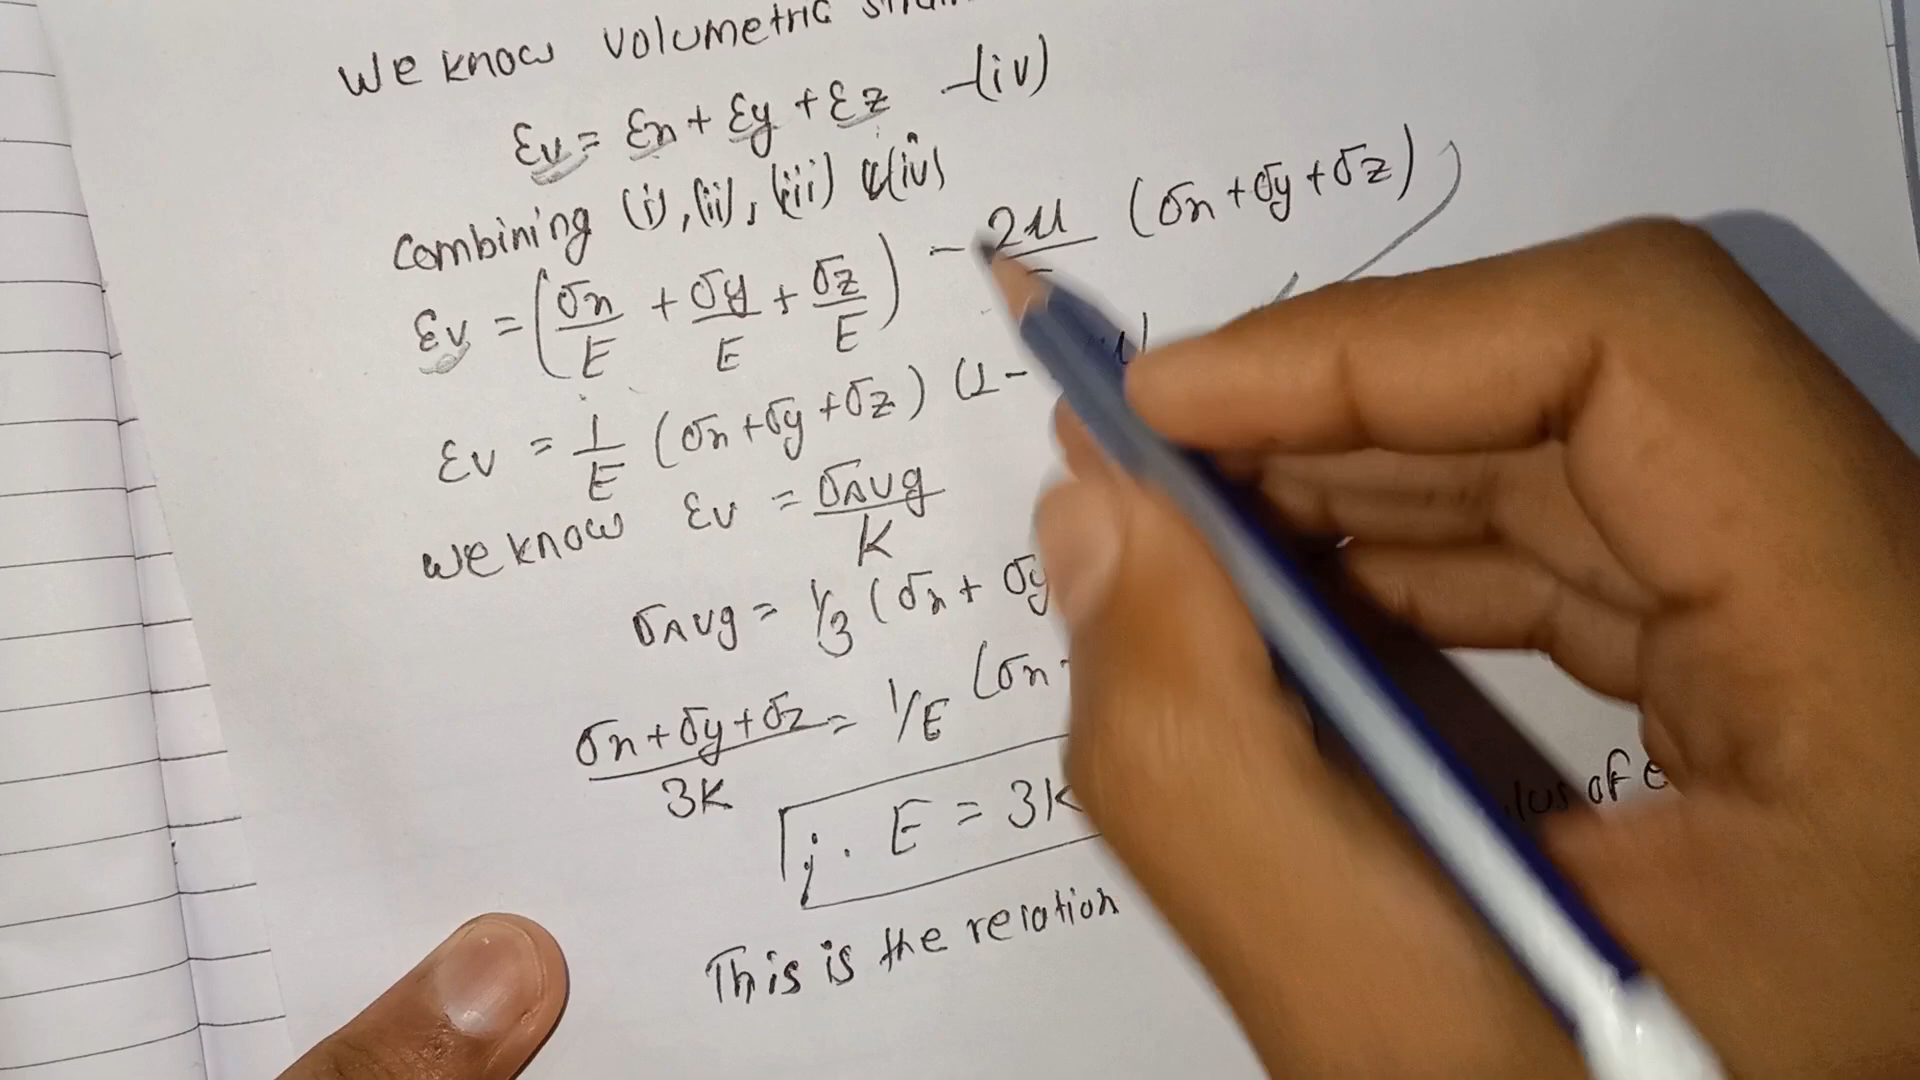 We know volumetric
εv = εx + εy + εz -(iv)
Combining (i), (ii), (iii) & (iv)
εv = (σx/E + σy/E + σz/E) - 2μ (σx + σy + σz)
εv = 1/E (σx + σy + σz) (1-
We know εv = σAvg/K
σAvg = 1/3 (σx + σy
σx + σy + σz/3K = 1/E (σx
E = 3K
This is the relation